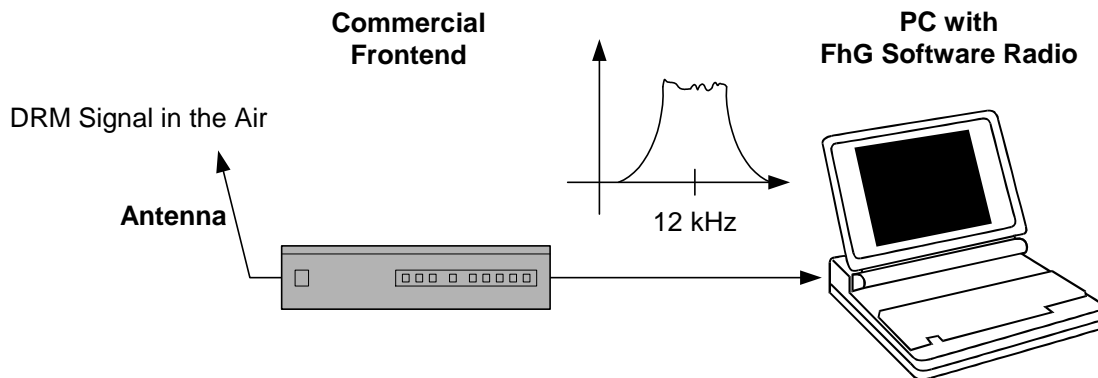 Commercial
Frontend
PC with
FhG Software Radio
DRM Signal in the Air
Antenna
12 kHz